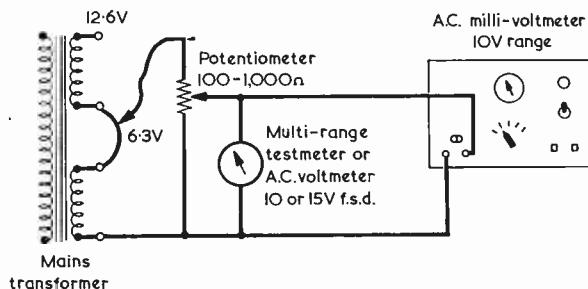 12·6V
A.C. milli-voltmeter
10V range
Potentiometer
100-1,000Ω
6·3V
Multi-range
testmeter or
A.C. voltmeter
10 or 15V f.s.d.
Mains
transformer